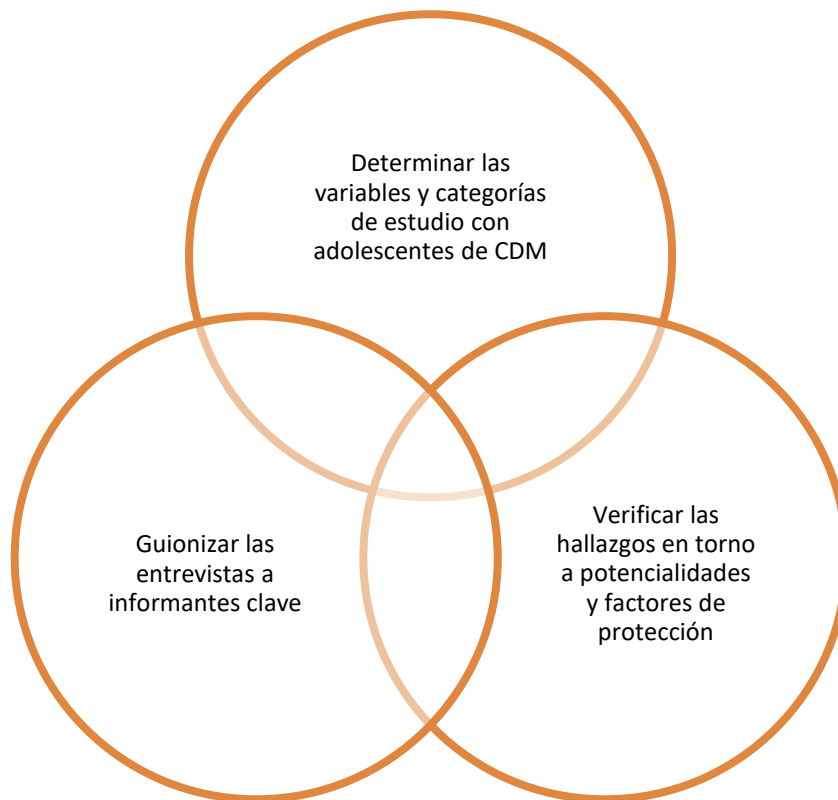 Determinar las
variables y categorías
de estudio con
adolescentes de CDM
Guionizar las
entrevistas a
informantes clave
Verificar las
hallazgos en torno
a potencialidades
y factores de
protección